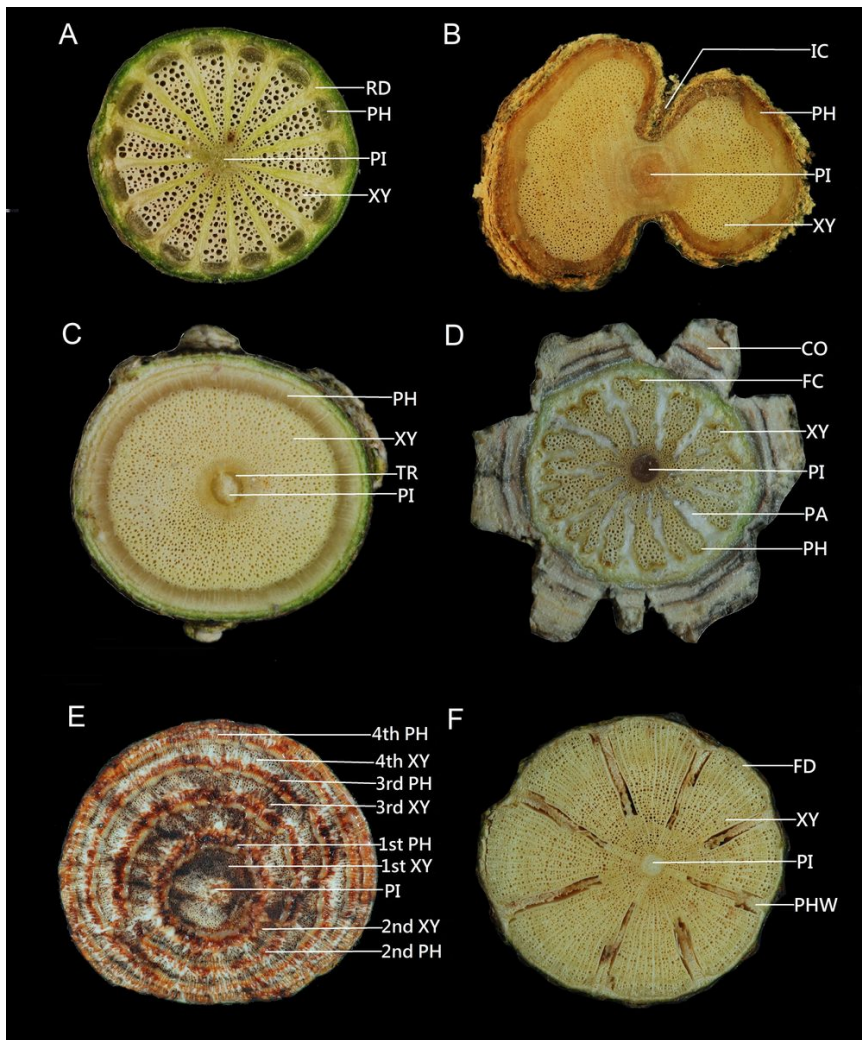 A
RD
PH
PI
XY
B
IC
PH
PI
XY
C
PH
XY
TR
PI
D
CO
FC
XY
PI
PA
PH
E
4th PH
4th XY
3rd PH
3rd XY
1st PH
1st XY
PI
2nd XY
2nd PH
F
FD
XY
PI
PHW